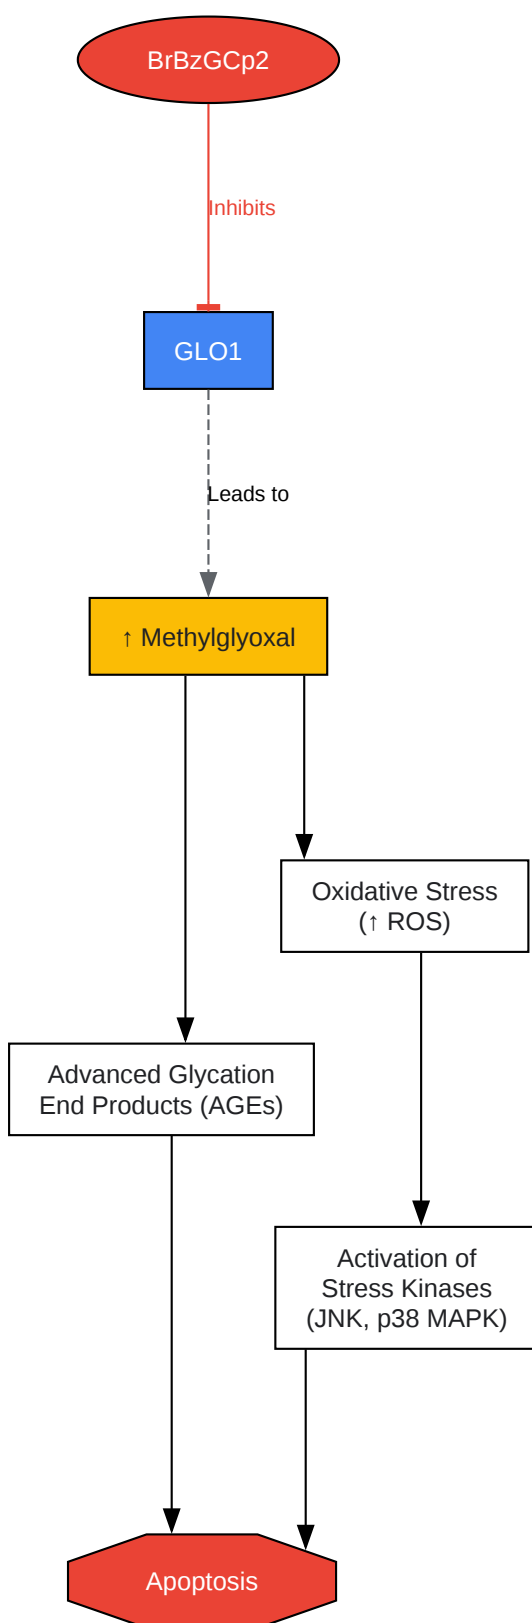 BrBzGCp2
Inhibits
GLO1
Leads to
↑ Methylglyoxal
Oxidative Stress
(↑ ROS)
Advanced Glycation
End Products (AGEs)
Activation of
Stress Kinases
(JNK, p38 MAPK)
Apoptosis